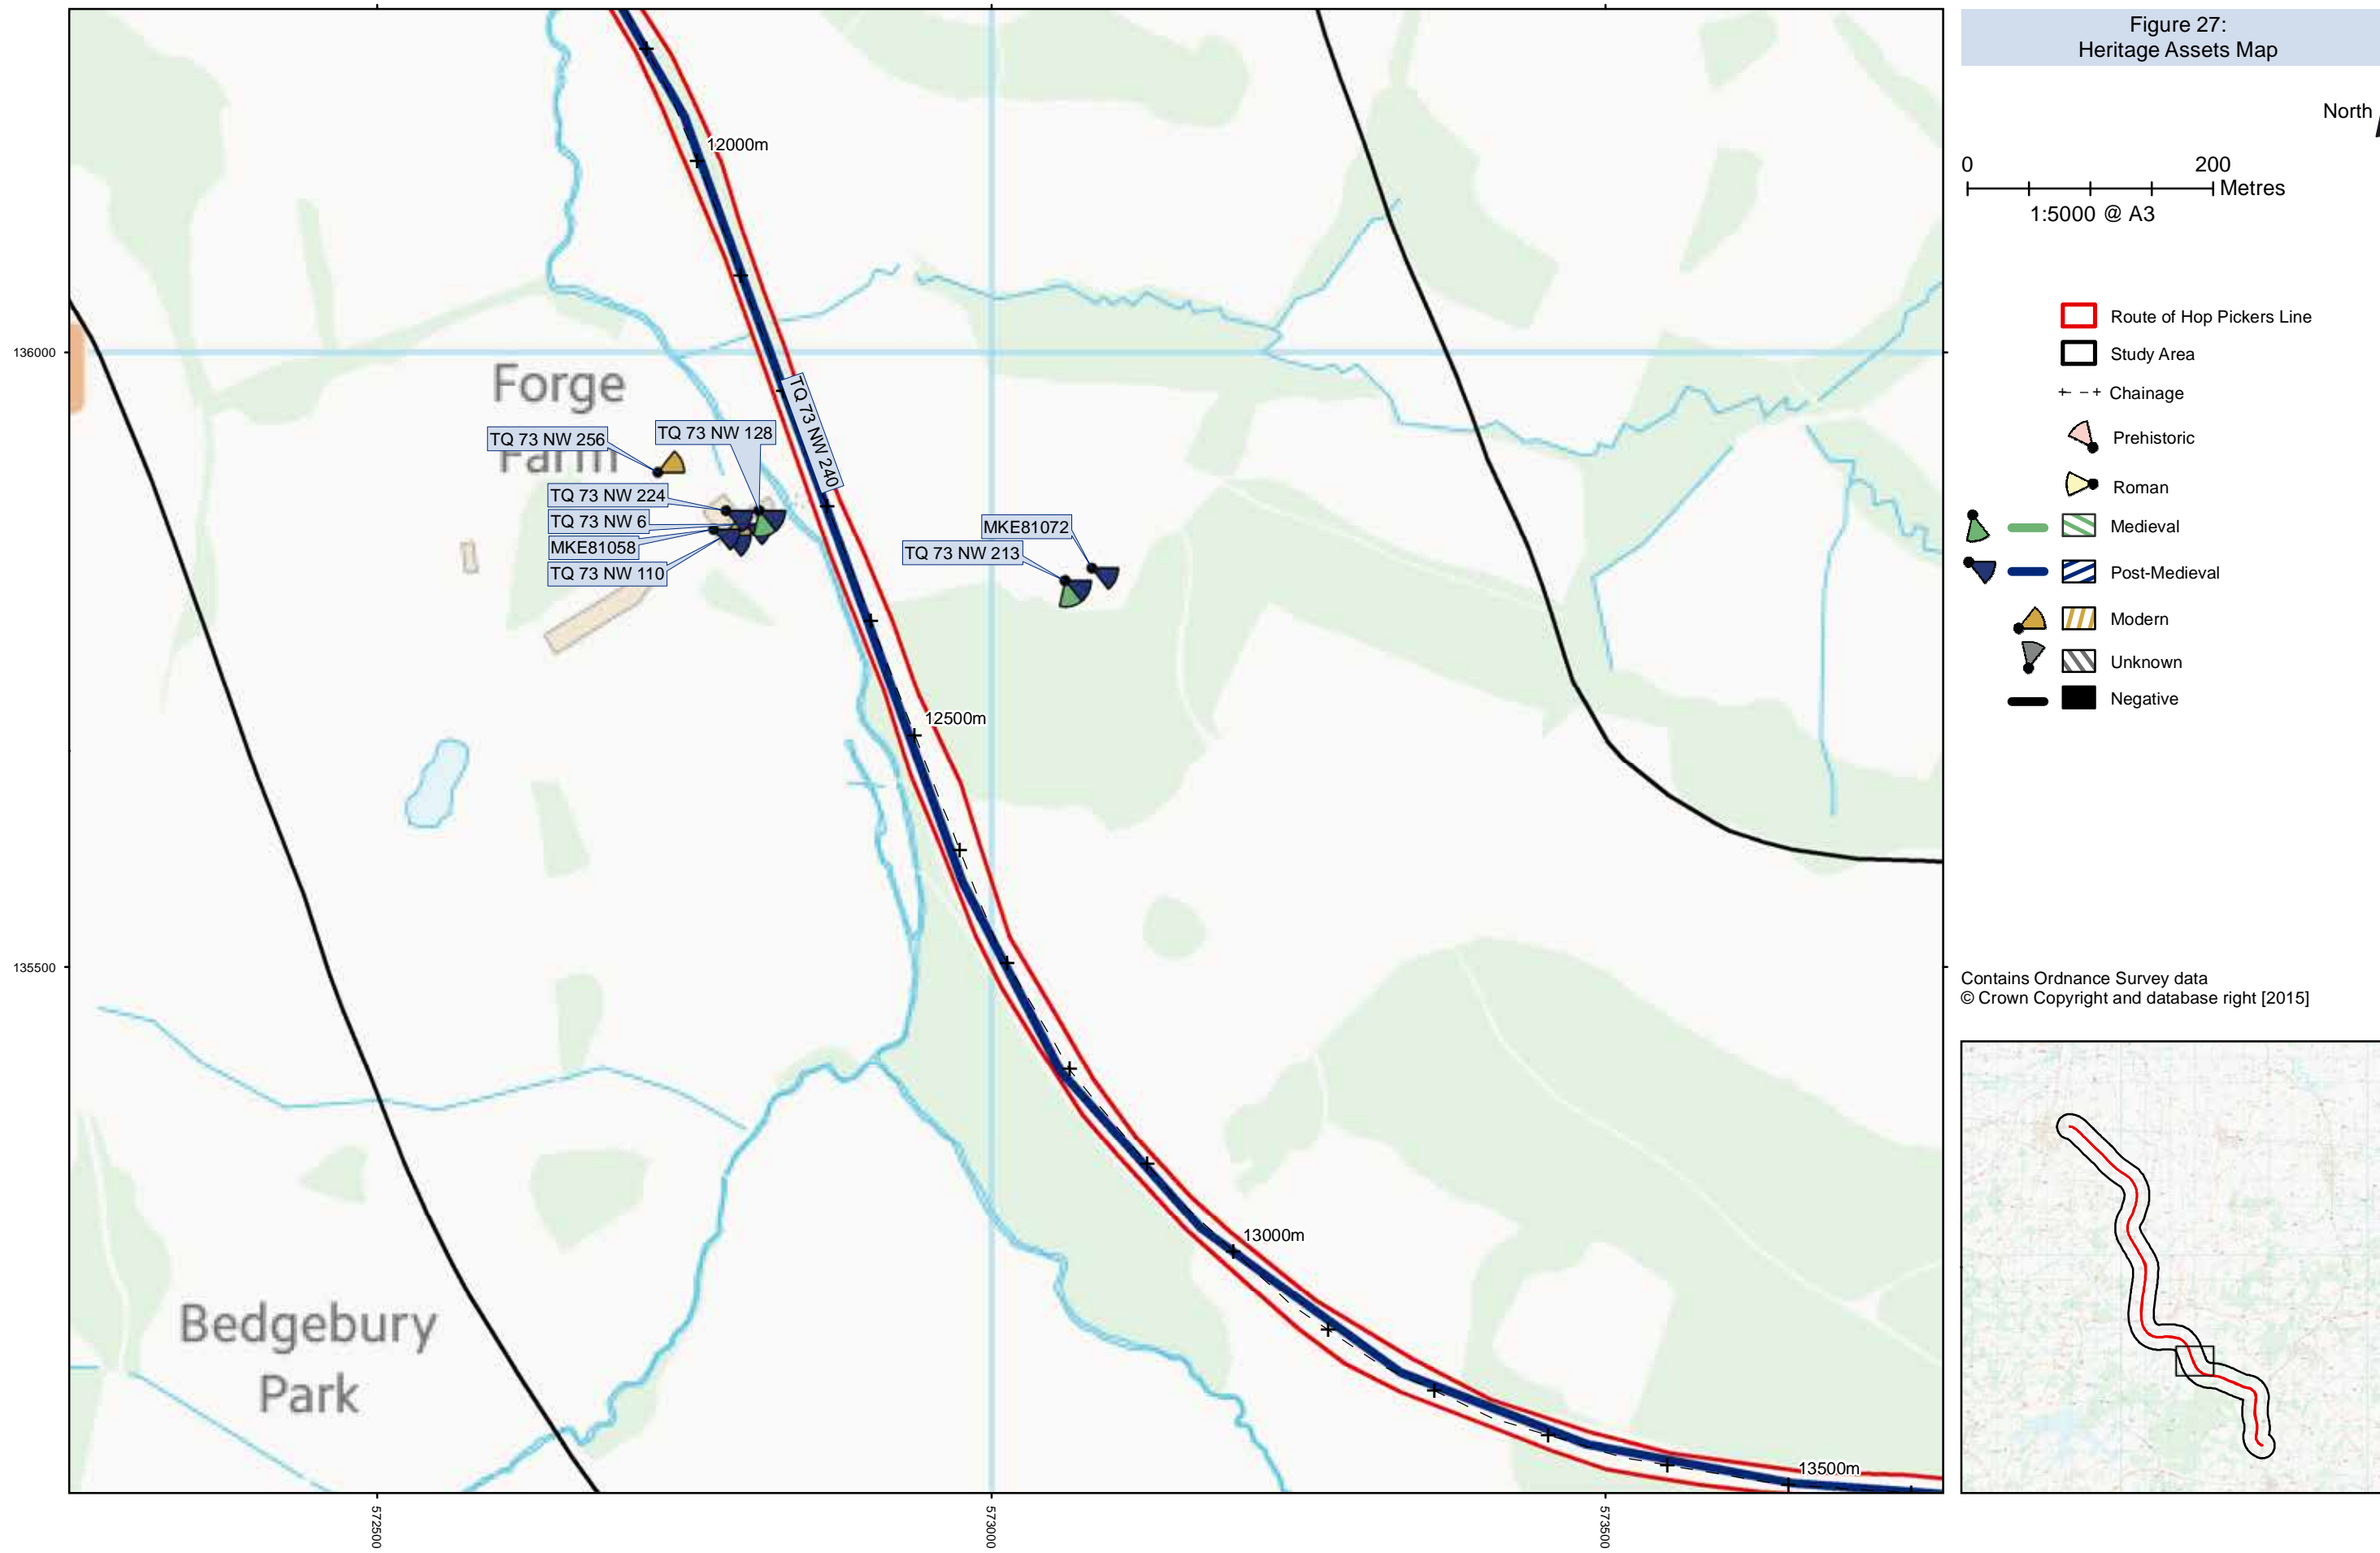 Figure 27:
Heritage Assets Map
North
0 200
Metres
1:5000 @ A3
Route of Hop Pickers Line
Study Area
Chainage
Prehistoric
Roman
Medieval
Post-Medieval
Modern
Unknown
Negative
Contains Ordnance Survey data
© Crown Copyright and database right [2015]
12000m
136000
Forge
Farm
TQ 73 NW 256
TQ 73 NW 128
TQ 73 NW 240
TQ 73 NW 224
TQ 73 NW 6
MKE81058
TQ 73 NW 110
MKE81072
TQ 73 NW 213
12500m
135500
13000m
Bedgebury
Park
13500m
572500
573000
573500